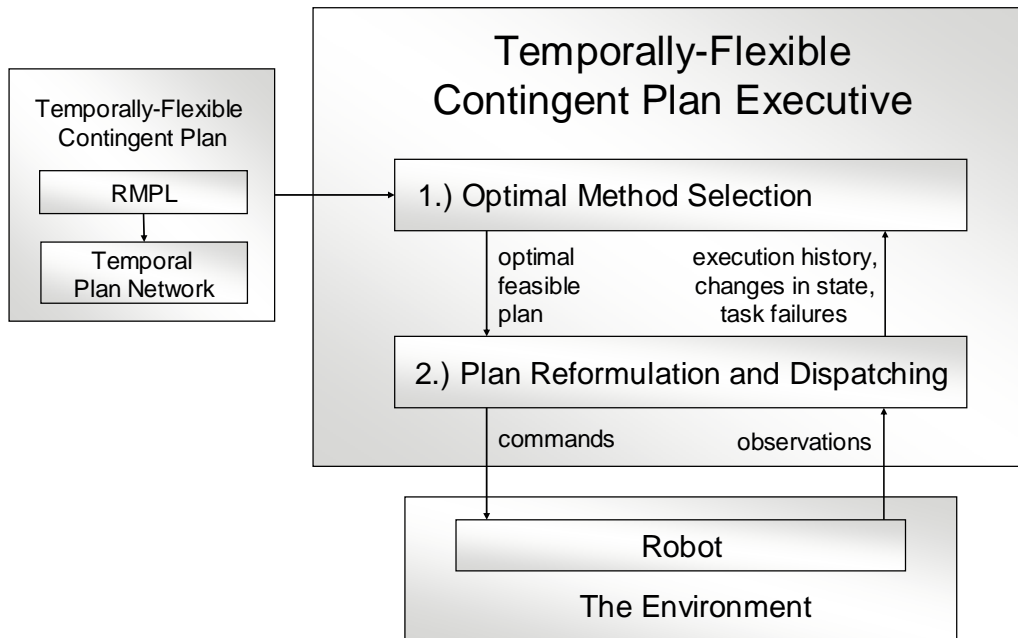 Temporally-Flexible
Contingent Plan
RMPL
Temporal
Plan Network
Temporally-Flexible
Contingent Plan Executive
1.) Optimal Method Selection
optimal
feasible
plan
execution history,
changes in state,
task failures
2.) Plan Reformulation and Dispatching
commands
observations
Robot
The Environment